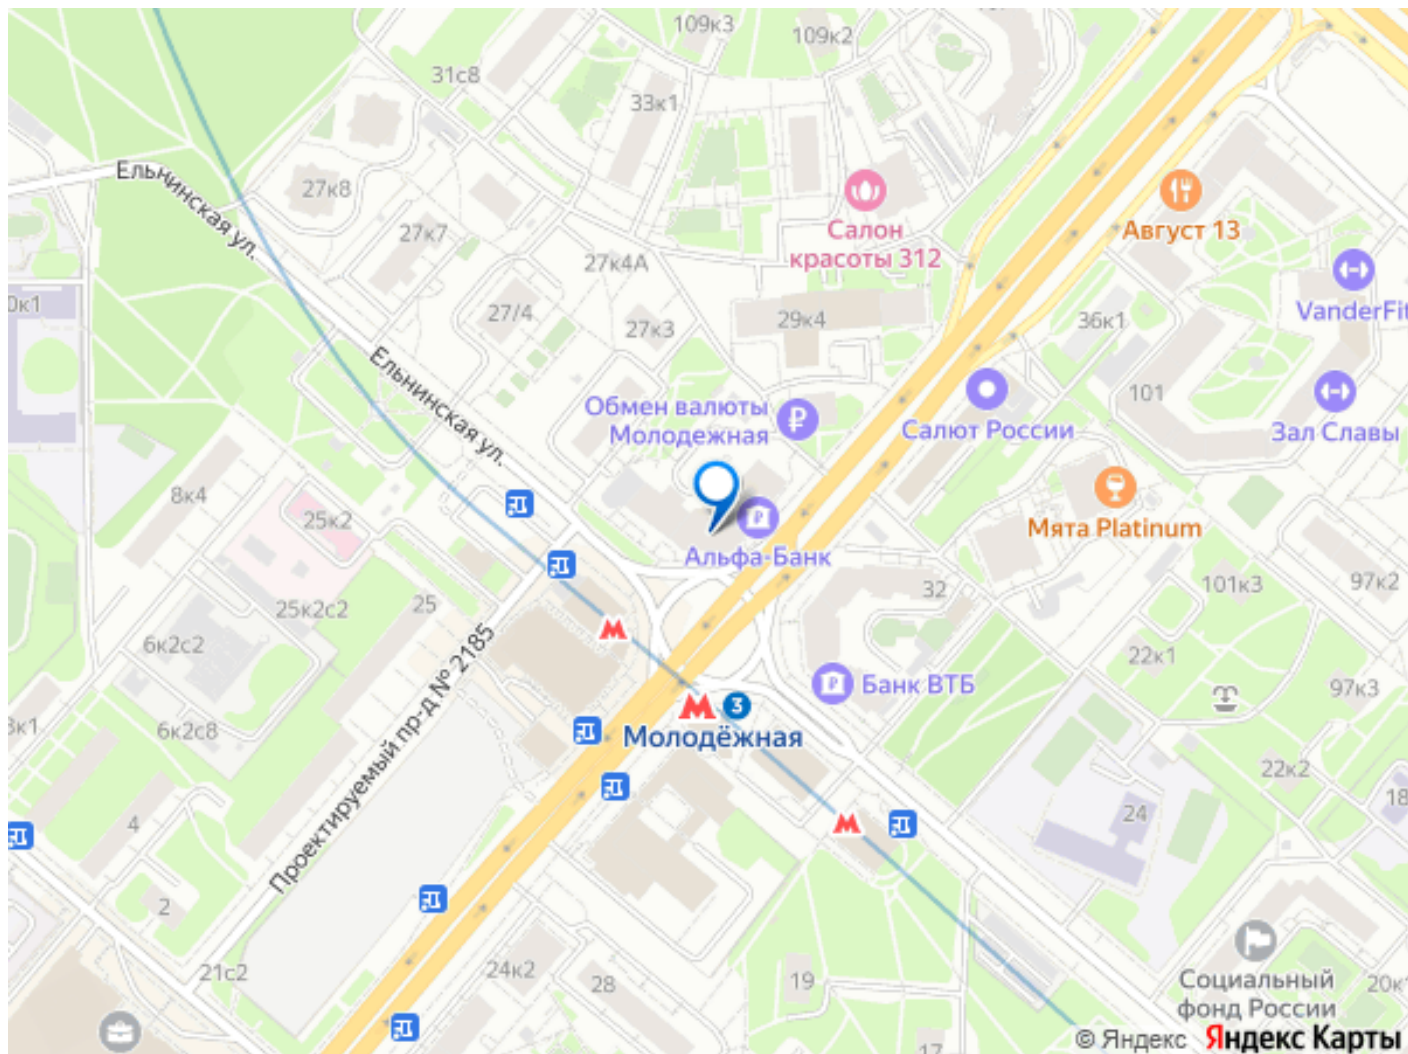 109к3
109к2
31с8
33к1
Ельнинская ул.
27к8
27к7
Салон
красоты 312
Август 13
27к4А
0к1
27/4
27к3
29к4
36к1
VanderFit
Ельнинская ул.
Обмен валюты
Молодежная
101
Салют России
Зал Славы
8к4
25к2
Мята Platinum
Альфа-Банк
25к2с2
25
32
101к3
97к2
6к2с2
22к1
Банк ВТБ
97к3
Проектируемый пр-д № 2185
М
М
3
Молодёжная
3к1
6к2с8
22к2
18
4
М
24
2
21с2
24к2
28
19
Социальный
фонд России
20к
17
© Яндекс
Яндекс Карты